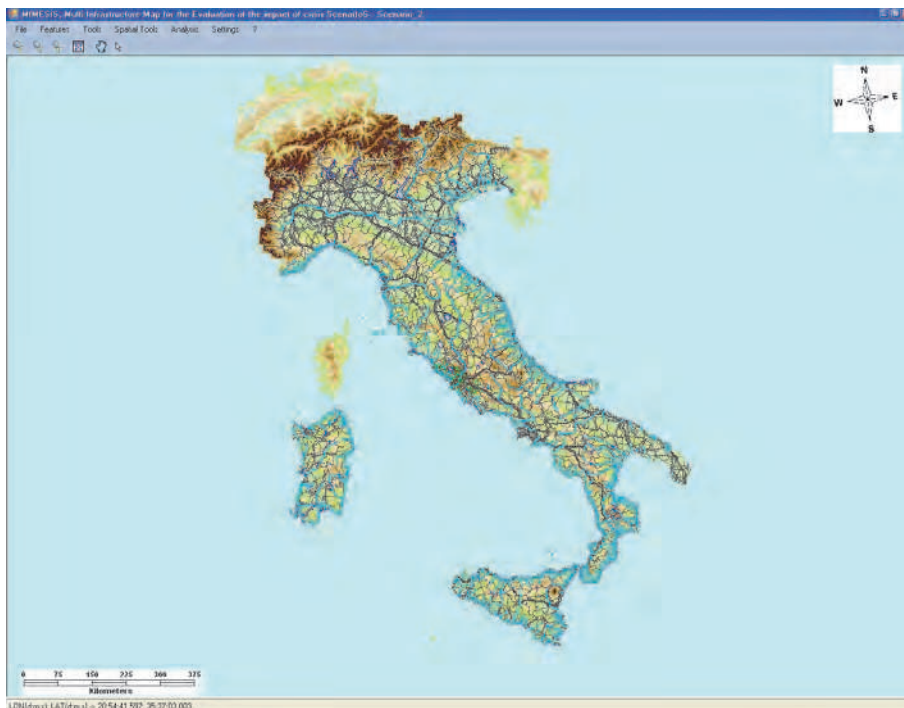 MIMESIS, Multi Infrastructure Map for the Evaluation of the impact of crisis ScenarioS - Scenario_2
File Features Tools Spatial Tools Analysis Settings ?
N
W E
S
0 75 150 225 300 375
Kilometers